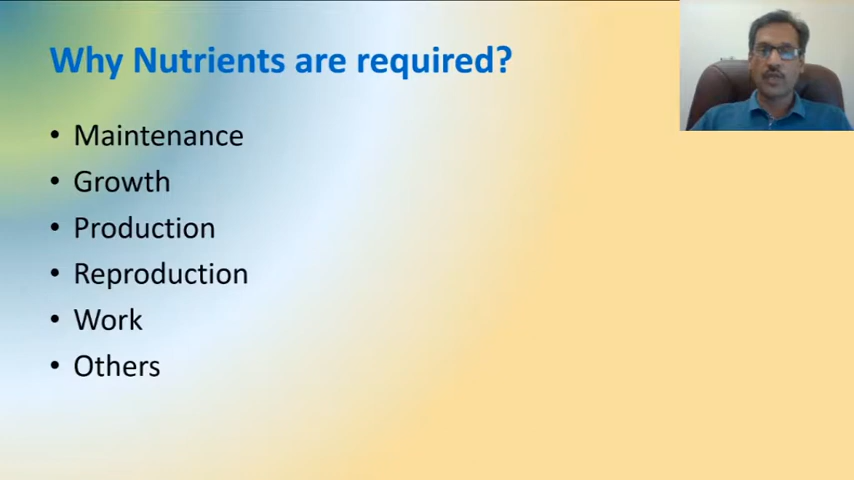 Why Nutrients are required?
• Maintenance
• Growth
• Production
• Reproduction
• Work
• Others